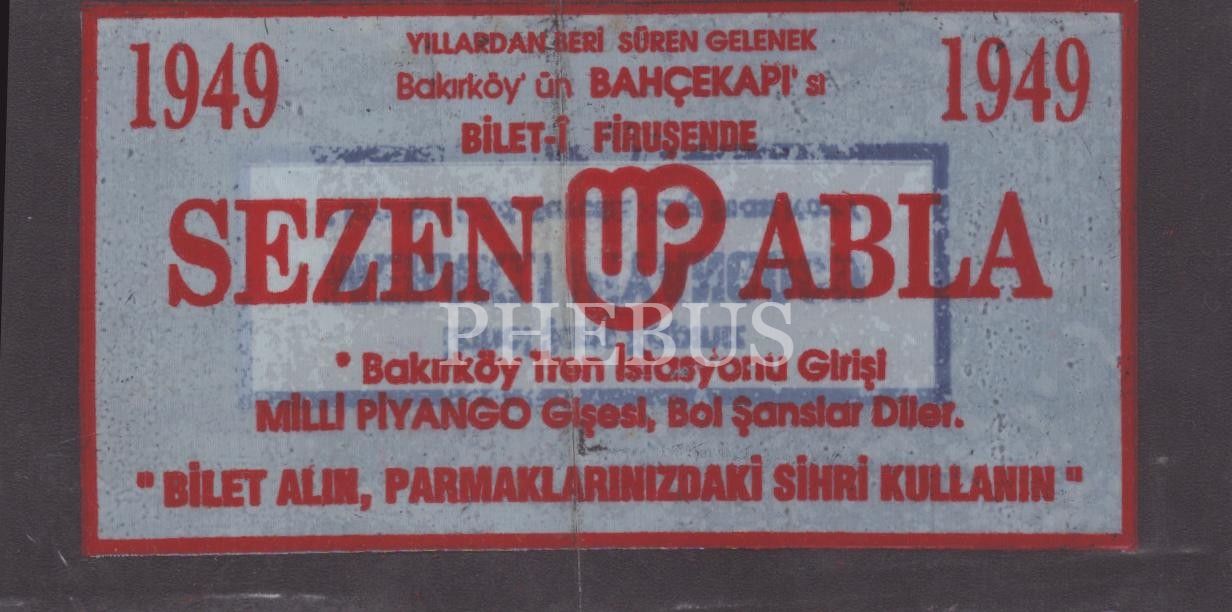 1949 YILLARDAN BERİ SÜREN GELENEK 1949
Bakırköy' ün BAHÇEKAPI' sı
BİLET-İ FİRUŞENDE
SEZEN MP ABLA
PHEBUS
* Bakırköy Tren İstasyonu Girişi
MİLLİ PİYANGO Gişesi, Bol Şanslar Diler.
" BİLET ALIN, PARMAKLARINIZDAKİ SİHRİ KULLANIN "